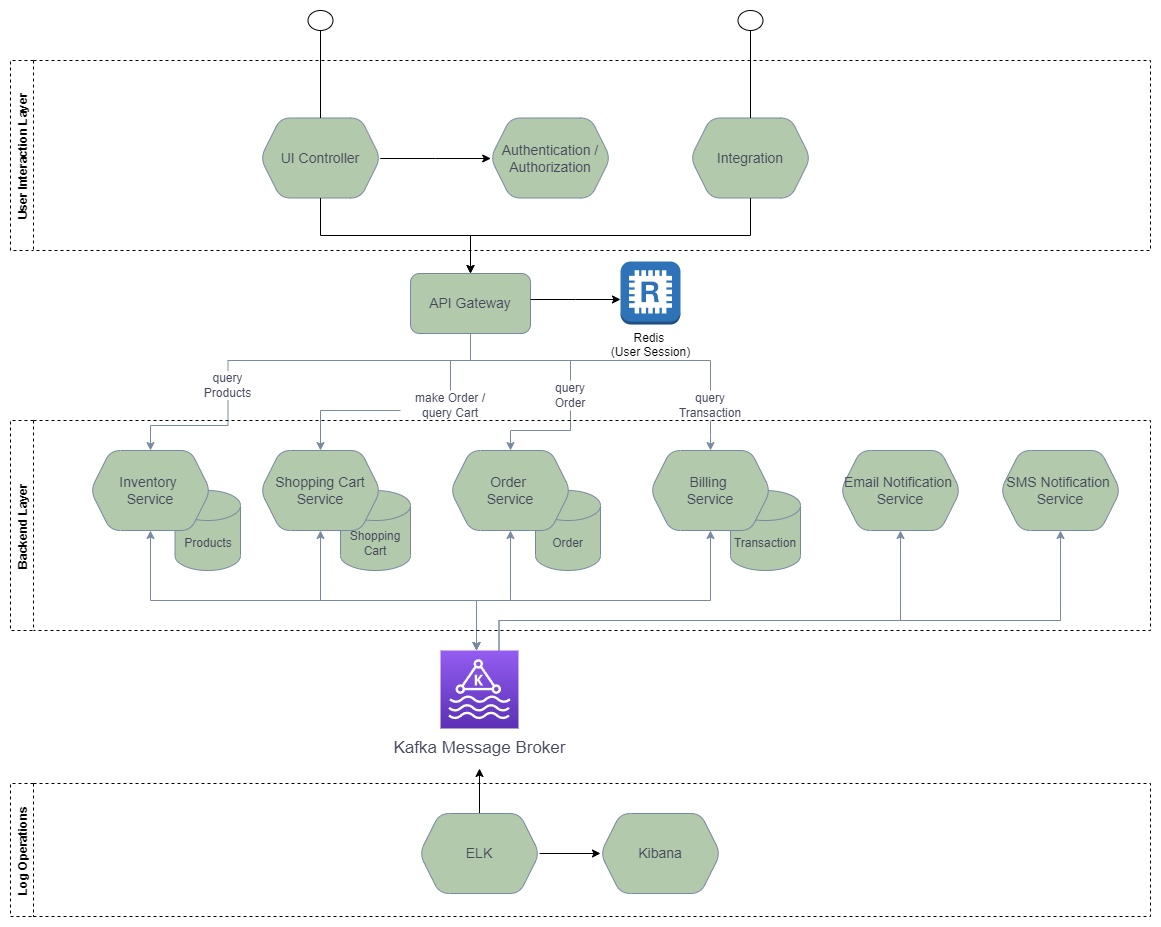 User Interaction Layer
UI Controller
Authentication /
Authorization
Integration
API Gateway
R
Redis
(User Session)
query
Products
make Order /
query Cart
query
Order
query
Transaction
Backend Layer
Inventory
Service
Products
Shopping Cart
Service
Shopping
Cart
Order
Service
Order
Billing
Service
Transaction
Email Notification
Service
SMS Notification
Service
K
Kafka Message Broker
Log Operations
ELK
Kibana